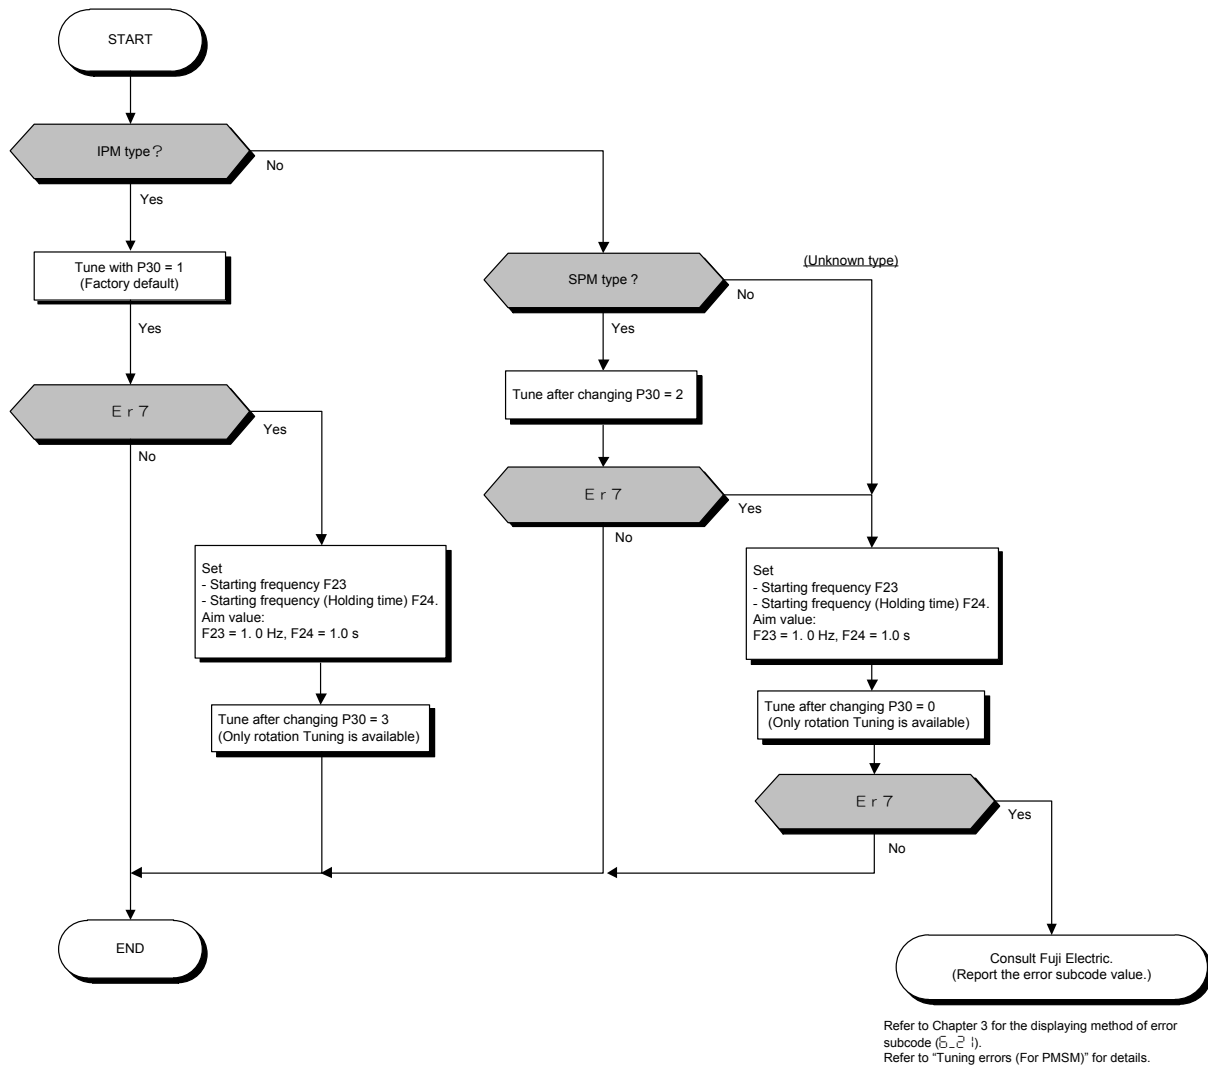 START
IPM type?
No
Yes
Tune with P30 = 1
(Factory default)
Yes
SPM type ?
(Unknown type)
No
Yes
Tune after changing P30 = 2
Er7
Yes
No
Er7
Yes
No
Set
- Starting frequency F23
- Starting frequency (Holding time) F24.
Aim value:
F23 = 1. 0 Hz, F24 = 1.0 s
Tune after changing P30 = 3
(Only rotation Tuning is available)
Set
- Starting frequency F23
- Starting frequency (Holding time) F24.
Aim value:
F23 = 1. 0 Hz, F24 = 1.0 s
Tune after changing P30 = 0
(Only rotation Tuning is available)
Er7
Yes
No
END
Consult Fuji Electric.
(Report the error subcode value.)
Refer to Chapter 3 for the displaying method of error
subcode (6_21).
Refer to “Tuning errors (For PMSM)” for details.